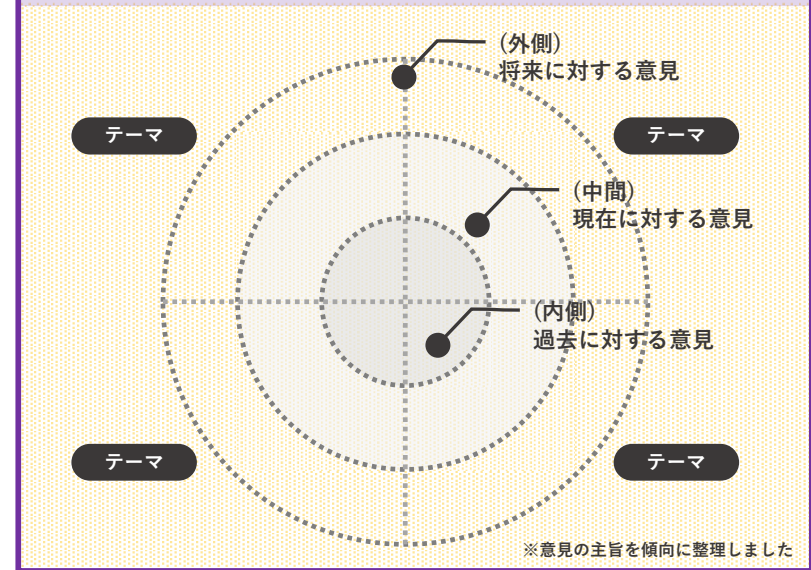 (外側)
将来に対する意見
テーマ
テーマ
(中間)
現在に対する意見
(内側)
過去に対する意見
テーマ
テーマ
※意見の主旨を傾向に整理しました